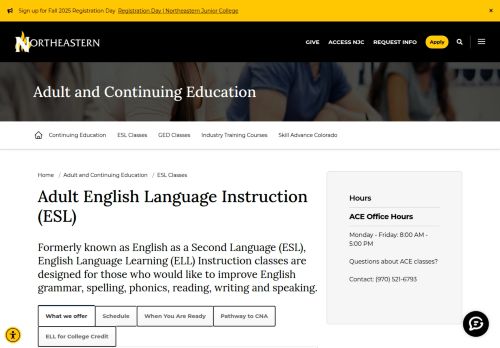 Sign up for Fall 2025 Registration Day Registration Day | Northeastern Junior College ×
NORTHEASTERN GIVE ACCESS NJC REQUEST INFO Apply
Adult and Continuing Education
Continuing Education ESL Classes GED Classes Industry Training Courses Skill Advance Colorado
Home / Adult and Continuing Education / ESL Classes
Adult English Language Instruction
(ESL)
Formerly known as English as a Second Language (ESL),
English Language Learning (ELL) Instruction classes are
designed for those who would like to improve English
grammar, spelling, phonics, reading, writing and speaking.
What we offer Schedule When You Are Ready Pathway to CNA
ELL for College Credit
Hours
ACE Office Hours
Monday - Friday: 8:00 AM -
5:00 PM
Questions about ACE classes?
Contact: (970) 521-6793